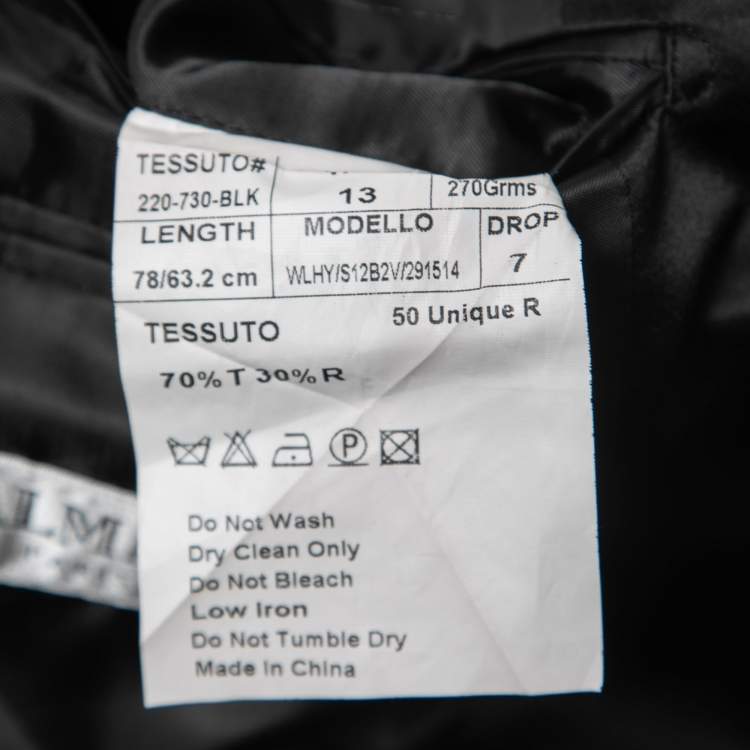 TESSUTO#
220-730-BLK
13
270Grms
LENGTH
78/63.2 cm
MODELLO
WLHY/S12B2V/291514
DROP
7
TESSUTO
50 Unique R
70% T 30% R
P
Do Not Wash
Dry Clean Only
Do Not Bleach
Low Iron
Do Not Tumble Dry
Made In China